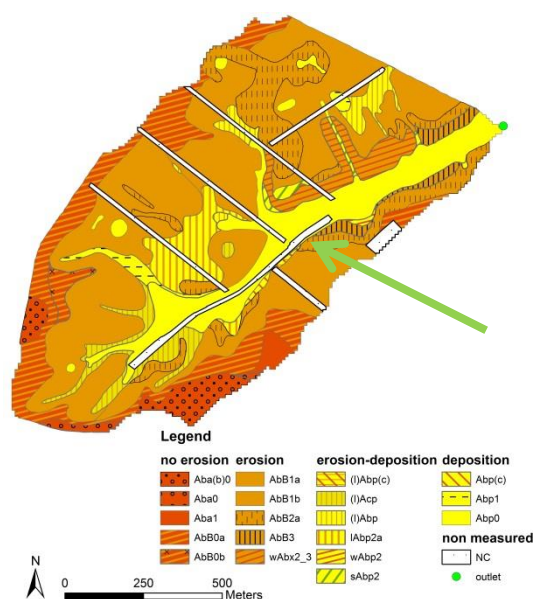 Legend
no erosion erosion erosion-deposition deposition
Aba(b)0 AbB1a (l)Abp(c) Abp(c)
Aba0 AbB1b (l)Acp Abp1
Aba1 AbB2a (l)Abp Abp0
AbB0a AbB3 lAbp2a non measured
AbB0b wAbx2_3 wAbp2 NC
sAbp2 outlet
N
0 250 500
Meters